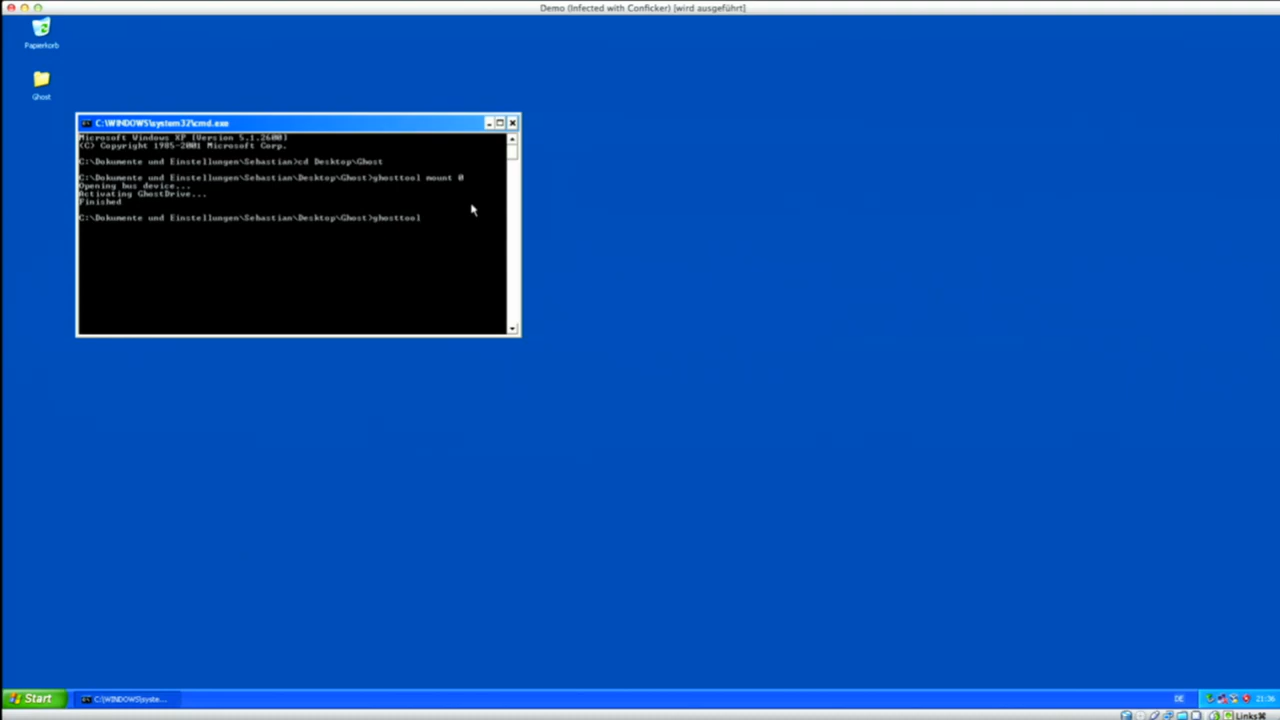 Demo (Infected with Conficker) [wird ausgeführt]
Papierkorb
Ghost
C:\WINDOWS\system32\cmd.exe
Microsoft Windows XP [Version 5.1.2600]
(C) Copyright 1985-2001 Microsoft Corp.
C:\Dokumente und Einstellungen\Sebastian>cd Desktop\Ghost
C:\Dokumente und Einstellungen\Sebastian\Desktop\Ghost>ghosttool mount 0
Opening bus device...
Activating GhostDrive...
Finished
C:\Dokumente und Einstellungen\Sebastian\Desktop\Ghost>ghosttool
Start
C:\WINDOWS\syste...
DE
21:36
Links⌘